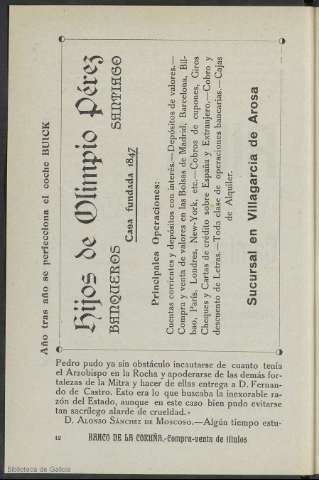 Año tras año se perfecciona el coche BUICK
Hijos de Olimpio Pérez
BANQUEROS SANTIAGO
Casa fundada 1847
Principales Operaciones:
Cuentas corrientes y depósitos con interés.—Depósitos de valores.—
Compra y venta de valores en las Bolsas de Madrid, Barcelona, Bil-
bao, París, Londres, New-York, etc.—Cobros de cupones, Giros
Cheques y Cartas de crédito sobre España y Extranjero.—Cobro y
descuento de Letras.—Toda clase de operaciones bancarias.—Cajas
de Alquiler.
Sucursal en Villagarcía de Arosa
Pedro pudo ya sin obstáculo incautarse de cuanto tenía
el Arzobispo en la Rocha y apoderarse de las demás for-
talezas de la Mitra y hacer de ellas entrega a D. Fernan-
do de Castro. Esto era lo que buscaba la inexorable ra-
zón del Estado, aunque en este caso bien pudo evitarse
tan sacrílego alarde de crueldad.-
D. ALONSO SÁNCHEZ DE MOSCOSO.—Algún tiempo estu-
12 BANCO DE LA CORUÑA,-Compra-venta de títulos
Biblioteca de Galicia